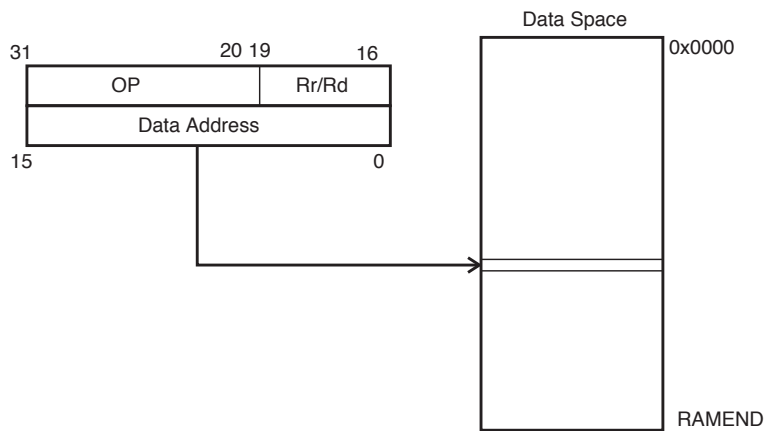 Data Space
0x0000
31 20 19 16
OP Rr/Rd
Data Address
15 0
RAMEND